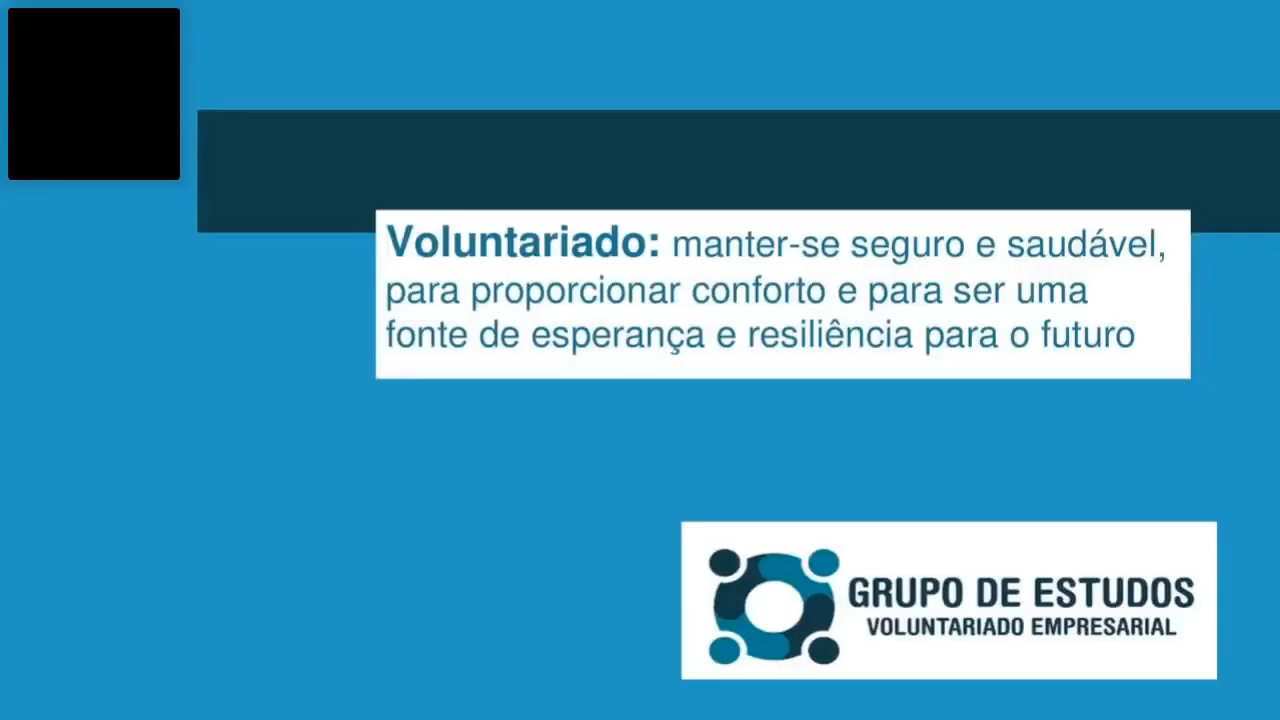 Voluntariado: manter-se seguro e saudável,
para proporcionar conforto e para ser uma
fonte de esperança e resiliência para o futuro
GRUPO DE ESTUDOS
VOLUNTARIADO EMPRESARIAL